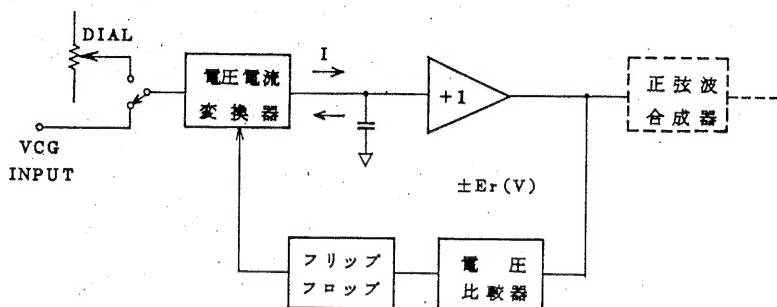 DIAL
I
電圧電流
変換器
+1
正弦波
合成器
VCG
INPUT
±Er(V)
フリップ
フロップ
電圧
比較器